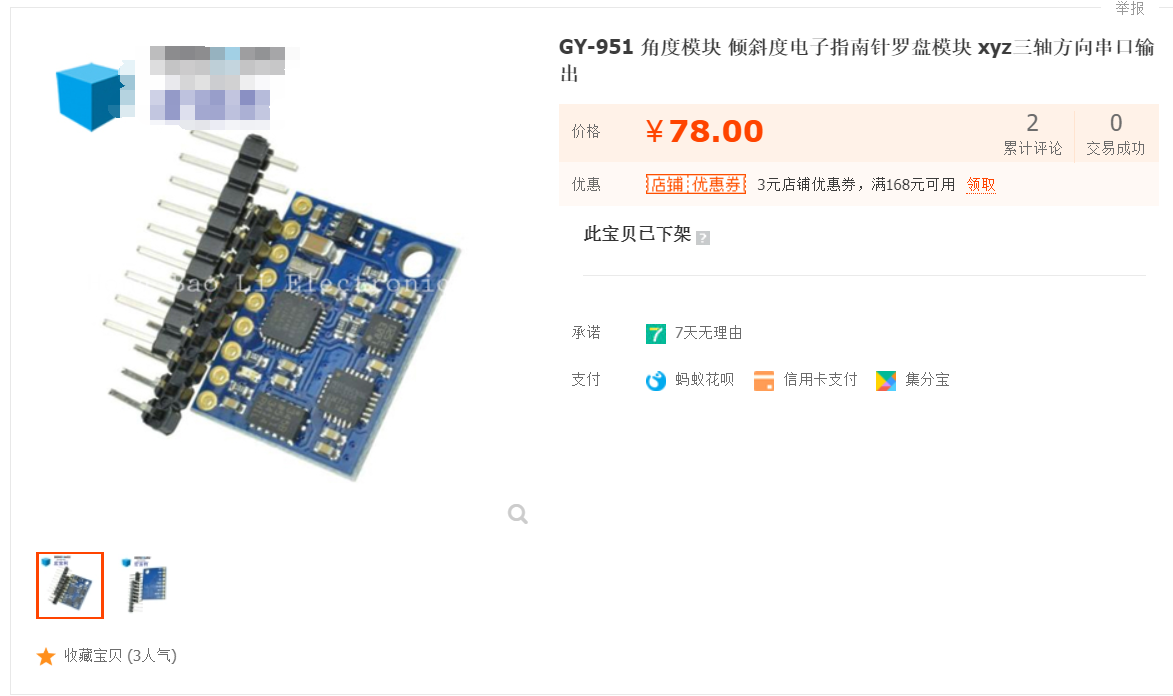 举报
GY-951 角度模块 倾斜度电子指南针罗盘模块 xyz三轴方向串口输
出
价格
¥78.00
2
累计评论
0
交易成功
优惠
店铺 优惠券
3元店铺优惠券，满168元可用
领取
此宝贝已下架 ?
Bao Li Electronic
承诺
7
7天无理由
支付
蚂蚁花呗
信用卡支付
集分宝
收藏宝贝 (3人气)